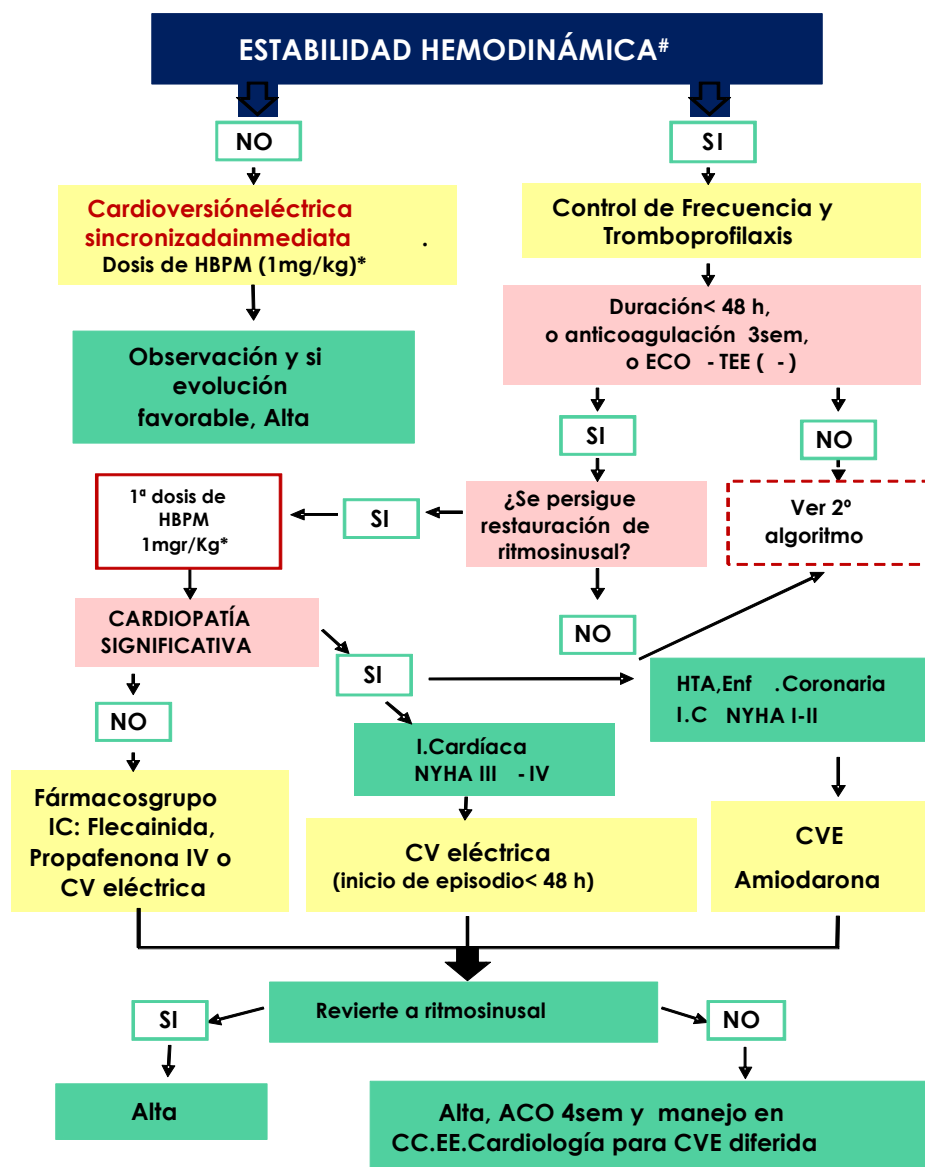 ESTABILIDAD HEMODINÁMICA#
NO
SI
Cardioversióneléctrica
sincronizadainmediata .
Dosis de HBPM (1mg/kg)*
Control de Frecuencia y
Tromboprofilaxis
Duración< 48 h,
o anticoagulación 3sem,
o ECO - TEE ( - )
Observación y si
evolución
favorable, Alta
SI
NO
1ª dosis de
HBPM
1mgr/Kg*
SI
¿Se persigue
restauración de
ritmosinusal?
Ver 2º
algoritmo
NO
CARDIOPATÍA
SIGNIFICATIVA
SI
NO
HTA,Enf .Coronaria
I.C NYHA I-II
I.Cardíaca
NYHA III - IV
Fármacosgrupo
IC: Flecainida,
Propafenona IV o
CV eléctrica
CV eléctrica
(inicio de episodio< 48 h)
CVE
Amiodarona
Revierte a ritmosinusal
SI
NO
Alta
Alta, ACO 4sem y manejo en
CC.EE.Cardiología para CVE diferida